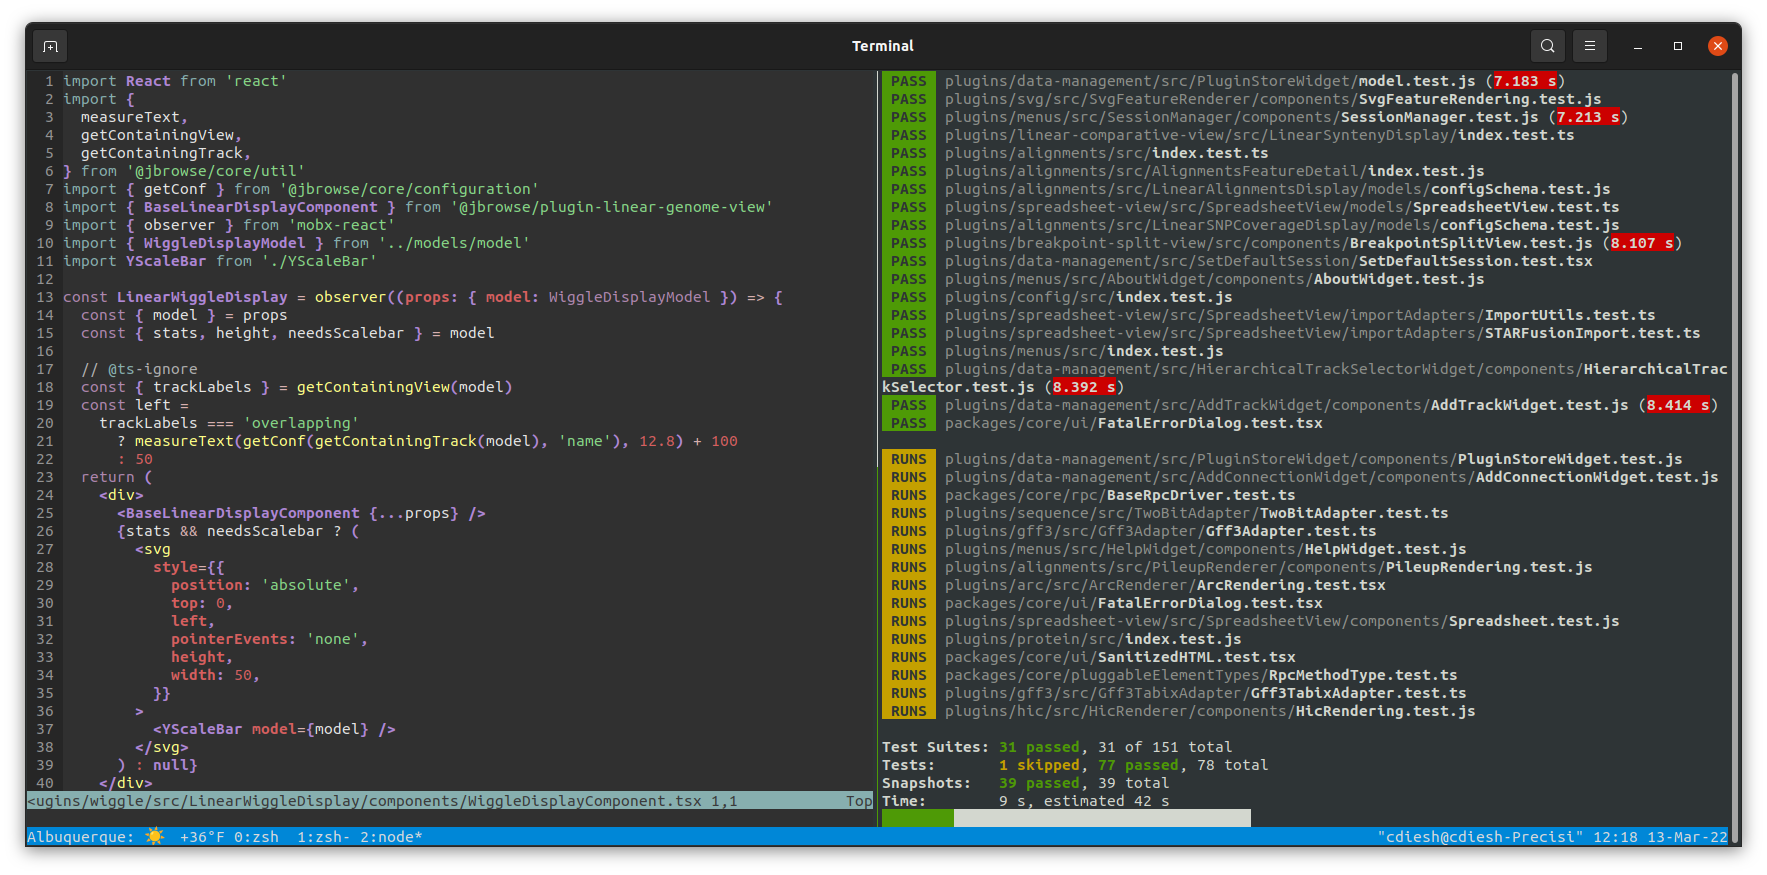 Terminal
1 import React from 'react'
2 import {
3   measureText,
4   getContainingView,
5   getContainingTrack,
6 } from '@jbrowse/core/util'
7 import { getConf } from '@jbrowse/core/configuration'
8 import { BaseLinearDisplayComponent } from '@jbrowse/plugin-linear-genome-view'
9 import { observer } from 'mobx-react'
10 import { WiggleDisplayModel } from '../models/model'
11 import YScaleBar from './YScaleBar'
12
13 const LinearWiggleDisplay = observer((props: { model: WiggleDisplayModel }) => {
14   const { model } = props
15   const { stats, height, needsScalebar } = model
16
17   // @ts-ignore
18   const { trackLabels } = getContainingView(model)
19   const left =
20     trackLabels === 'overlapping'
21       ? measureText(getConf(getContainingTrack(model), 'name'), 12.8) + 100
22       : 50
23   return (
24     <div>
25       <BaseLinearDisplayComponent {...props} />
26       {stats && needsScalebar ? (
27         <svg
28           style={{
29             position: 'absolute',
30             top: 0,
31             left,
32             pointerEvents: 'none',
33             height,
34             width: 50,
35           }}
36         >
37           <YScaleBar model={model} />
38         </svg>
39       ) : null}
40     </div>
<ugins/wiggle/src/LinearWiggleDisplay/components/WiggleDisplayComponent.tsx 1,1 Top
PASS plugins/data-management/src/PluginStoreWidget/model.test.js (7.183 s)
PASS plugins/svg/src/SvgFeatureRenderer/components/SvgFeatureRendering.test.js
PASS plugins/menus/src/SessionManager/components/SessionManager.test.js (7.213 s)
PASS plugins/linear-comparative-view/src/LinearSyntenyDisplay/index.test.ts
PASS plugins/alignments/src/index.test.ts
PASS plugins/alignments/src/AlignmentsFeatureDetail/index.test.js
PASS plugins/alignments/src/LinearAlignmentsDisplay/models/configSchema.test.js
PASS plugins/spreadsheet-view/src/SpreadsheetView/models/SpreadsheetView.test.ts
PASS plugins/alignments/src/LinearSNPCoverageDisplay/models/configSchema.test.js
PASS plugins/breakpoint-split-view/src/components/BreakpointSplitView.test.js (8.107 s)
PASS plugins/data-management/src/SetDefaultSession/SetDefaultSession.test.tsx
PASS plugins/menus/src/AboutWidget/components/AboutWidget.test.js
PASS plugins/config/src/index.test.js
PASS plugins/spreadsheet-view/src/SpreadsheetView/importAdapters/ImportUtils.test.ts
PASS plugins/spreadsheet-view/src/SpreadsheetView/importAdapters/STARFusionImport.test.ts
PASS plugins/menus/src/index.test.js
PASS plugins/data-management/src/HierarchicalTrackSelectorWidget/components/HierarchicalTrac
kSelector.test.js (8.392 s)
PASS plugins/data-management/src/AddTrackWidget/components/AddTrackWidget.test.js (8.414 s)
PASS packages/core/ui/FatalErrorDialog.test.tsx
RUNS plugins/data-management/src/PluginStoreWidget/components/PluginStoreWidget.test.js
RUNS plugins/data-management/src/AddConnectionWidget/components/AddConnectionWidget.test.js
RUNS packages/core/rpc/BaseRpcDriver.test.ts
RUNS plugins/sequence/src/TwoBitAdapter/TwoBitAdapter.test.ts
RUNS plugins/gff3/src/Gff3Adapter/Gff3Adapter.test.ts
RUNS plugins/menus/src/HelpWidget/components/HelpWidget.test.js
RUNS plugins/alignments/src/PileupRenderer/components/PileupRendering.test.js
RUNS plugins/arc/src/ArcRenderer/ArcRendering.test.tsx
RUNS packages/core/ui/FatalErrorDialog.test.tsx
RUNS plugins/spreadsheet-view/src/SpreadsheetView/components/Spreadsheet.test.js
RUNS plugins/protein/src/index.test.js
RUNS packages/core/ui/SanitizedHTML.test.tsx
RUNS packages/core/pluggableElementTypes/RpcMethodType.test.ts
RUNS plugins/gff3/src/Gff3TabixAdapter/Gff3TabixAdapter.test.ts
RUNS plugins/hic/src/HicRenderer/components/HicRendering.test.js
Test Suites: 31 passed, 31 of 151 total
Tests:       1 skipped, 77 passed, 78 total
Snapshots:   39 passed, 39 total
Time:        9 s, estimated 42 s
Albuquerque: ☀️ +36°F 0:zsh  1:zsh- 2:node* "cdiesh@cdiesh-Precisi" 12:18 13-Mar-22